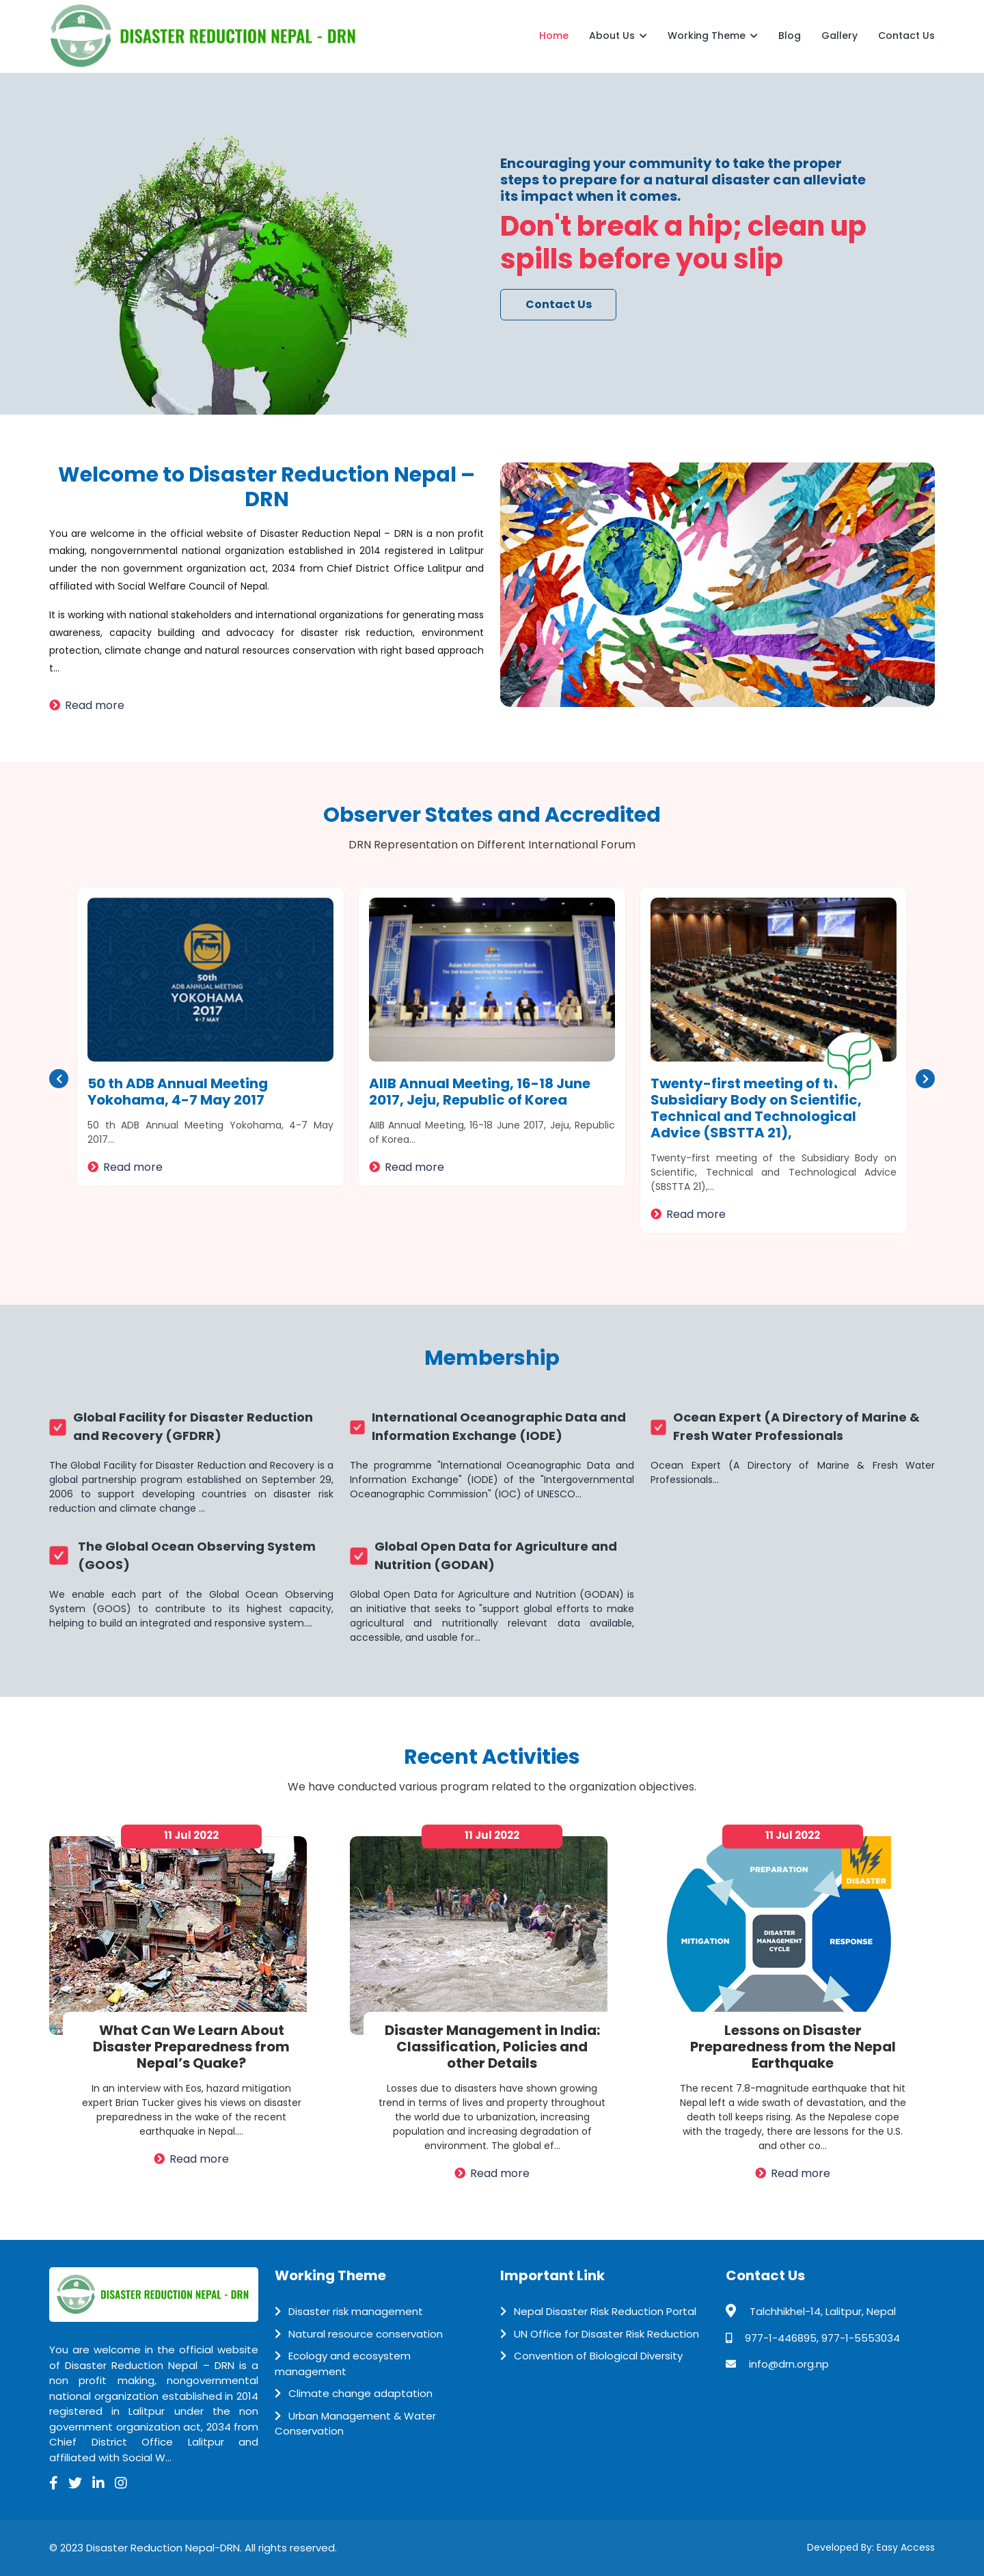 DISASTER REDUCTION NEPAL - DRN
Home
About Us
Working Theme
Blog
Gallery
Contact Us
Encouraging your community to take the proper
steps to prepare for a natural disaster can alleviate
its impact when it comes.
Don't break a hip; clean up
spills before you slip
Contact Us
Welcome to Disaster Reduction Nepal –
DRN
You are welcome in the official website of Disaster Reduction Nepal – DRN is a non profit
making, nongovernmental national organization established in 2014 registered in Lalitpur
under the non government organization act, 2034 from Chief District Office Lalitpur and
affiliated with Social Welfare Council of Nepal.
It is working with national stakeholders and international organizations for generating mass
awareness, capacity building and advocacy for disaster risk reduction, environment
protection, climate change and natural resources conservation with right based approach
t...
Read more
Observer States and Accredited
DRN Representation on Different International Forum
50th
ADB ANNUAL MEETING
YOKOHAMA
2017
4-7 MAY
50 th ADB Annual Meeting
Yokohama, 4-7 May 2017
50 th ADB Annual Meeting Yokohama, 4-7 May
2017...
Read more
Asian Infrastructure Investment Bank
The 2nd Annual Meeting of the Board of Governors
AIIB Annual Meeting, 16-18 June
2017, Jeju, Republic of Korea
AIIB Annual Meeting, 16-18 June 2017, Jeju, Republic
of Korea...
Read more
Twenty-first meeting of th
Subsidiary Body on Scientific,
Technical and Technological
Advice (SBSTTA 21),
Twenty-first meeting of the Subsidiary Body on
Scientific, Technical and Technological Advice
(SBSTTA 21),...
Read more
Membership
Global Facility for Disaster Reduction
and Recovery (GFDRR)
The Global Facility for Disaster Reduction and Recovery is a
global partnership program established on September 29,
2006 to support developing countries on disaster risk
reduction and climate change ...
International Oceanographic Data and
Information Exchange (IODE)
The programme "International Oceanographic Data and
Information Exchange" (IODE) of the "Intergovernmental
Oceanographic Commission" (IOC) of UNESCO...
Ocean Expert (A Directory of Marine &
Fresh Water Professionals
Ocean Expert (A Directory of Marine & Fresh Water
Professionals...
The Global Ocean Observing System
(GOOS)
We enable each part of the Global Ocean Observing
System (GOOS) to contribute to its highest capacity,
helping to build an integrated and responsive system....
Global Open Data for Agriculture and
Nutrition (GODAN)
Global Open Data for Agriculture and Nutrition (GODAN) is
an initiative that seeks to "support global efforts to make
agricultural and nutritionally relevant data available,
accessible, and usable for...
Recent Activities
We have conducted various program related to the organization objectives.
11 Jul 2022
What Can We Learn About
Disaster Preparedness from
Nepal’s Quake?
In an interview with Eos, hazard mitigation
expert Brian Tucker gives his views on disaster
preparedness in the wake of the recent
earthquake in Nepal....
Read more
11 Jul 2022
Disaster Management in India:
Classification, Policies and
other Details
Losses due to disasters have shown growing
trend in terms of lives and property throughout
the world due to urbanization, increasing
population and increasing degradation of
environment. The global ef...
Read more
11 Jul 2022
PREPARATION
DISASTER
MITIGATION
DISASTER
MANAGEMENT
CYCLE
RESPONSE
Lessons on Disaster
Preparedness from the Nepal
Earthquake
The recent 7.8-magnitude earthquake that hit
Nepal left a wide swath of devastation, and the
death toll keeps rising. As the Nepalese cope
with the tragedy, there are lessons for the U.S.
and other co...
Read more
DISASTER REDUCTION NEPAL - DRN
You are welcome in the official website
of Disaster Reduction Nepal – DRN is a
non profit making, nongovernmental
national organization established in 2014
registered in Lalitpur under the non
government organization act, 2034 from
Chief District Office Lalitpur and
affiliated with Social W...
Working Theme
Disaster risk management
Natural resource conservation
Ecology and ecosystem
management
Climate change adaptation
Urban Management & Water
Conservation
Important Link
Nepal Disaster Risk Reduction Portal
UN Office for Disaster Risk Reduction
Convention of Biological Diversity
Contact Us
Talchhikhel-14, Lalitpur, Nepal
977-1-446895, 977-1-5553034
info@drn.org.np
© 2023 Disaster Reduction Nepal-DRN. All rights reserved.
Developed By: Easy Access